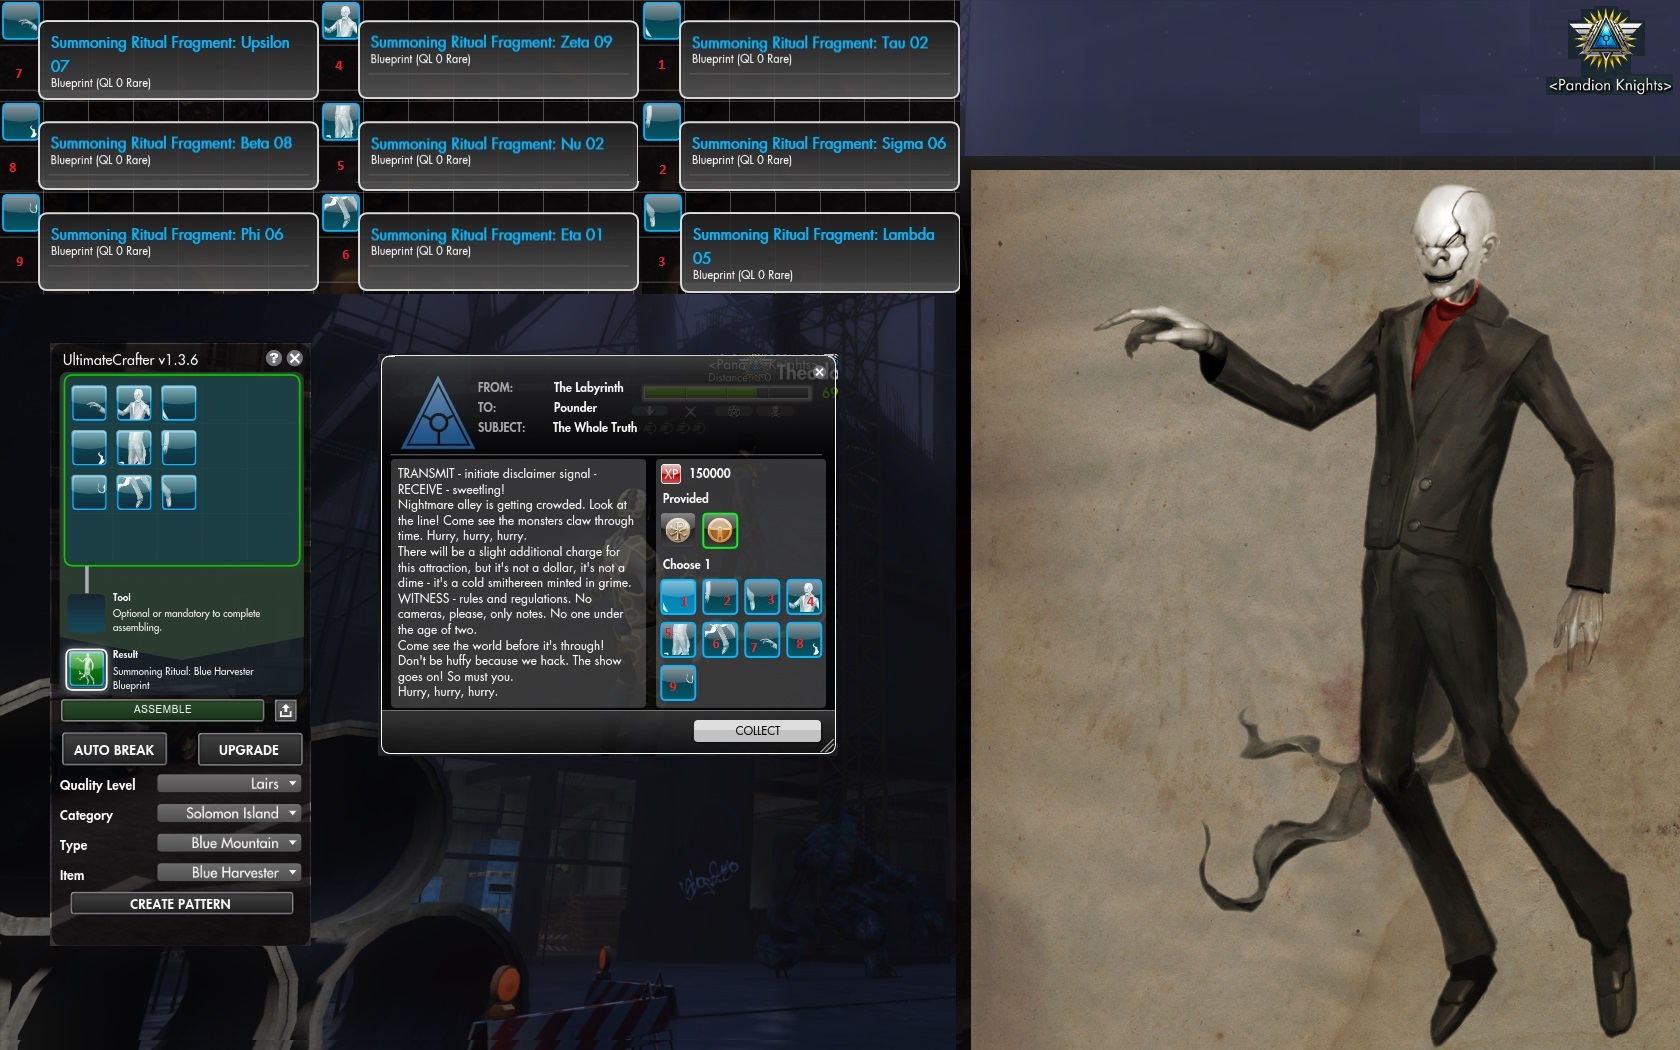 Summoning Ritual Fragment: Upsilon
07
Blueprint (QL 0 Rare)
7
Summoning Ritual Fragment: Zeta 09
Blueprint (QL 0 Rare)
4
Summoning Ritual Fragment: Tau 02
Blueprint (QL 0 Rare)
1
Summoning Ritual Fragment: Beta 08
Blueprint (QL 0 Rare)
8
Summoning Ritual Fragment: Nu 02
Blueprint (QL 0 Rare)
5
Summoning Ritual Fragment: Sigma 06
Blueprint (QL 0 Rare)
2
Summoning Ritual Fragment: Phi 06
Blueprint (QL 0 Rare)
9
Summoning Ritual Fragment: Eta 01
Blueprint (QL 0 Rare)
6
Summoning Ritual Fragment: Lambda
05
Blueprint (QL 0 Rare)
3
<Pandion Knights>
UltimateCrafter v1.3.6
?
Tool
Optional or mandatory to complete
assembling.
Result
Summoning Ritual: Blue Harvester
Blueprint
ASSEMBLE
AUTO BREAK
UPGRADE
Quality Level
Lairs
Category
Solomon Island
Type
Blue Mountain
Item
Blue Harvester
CREATE PATTERN
FROM: The Labyrinth
TO: Pounder
SUBJECT: The Whole Truth
69
TRANSMIT - initiate disclaimer signal -
RECEIVE - sweetling!
Nightmare alley is getting crowded. Look at
the line! Come see the monsters claw through
time. Hurry, hurry, hurry.
There will be a slight additional charge for
this attraction, but it's not a dollar, it's not a
dime - it's a cold smithereen minted in grime.
WITNESS - rules and regulations. No
cameras, please, only notes. No one under
the age of two.
Come see the world before it's through!
Don't be huffy because we hack. The show
goes on! So must you.
Hurry, hurry, hurry.
XP 150000
Provided
Choose 1
1 2 3 4
5 6 7 8
9
COLLECT